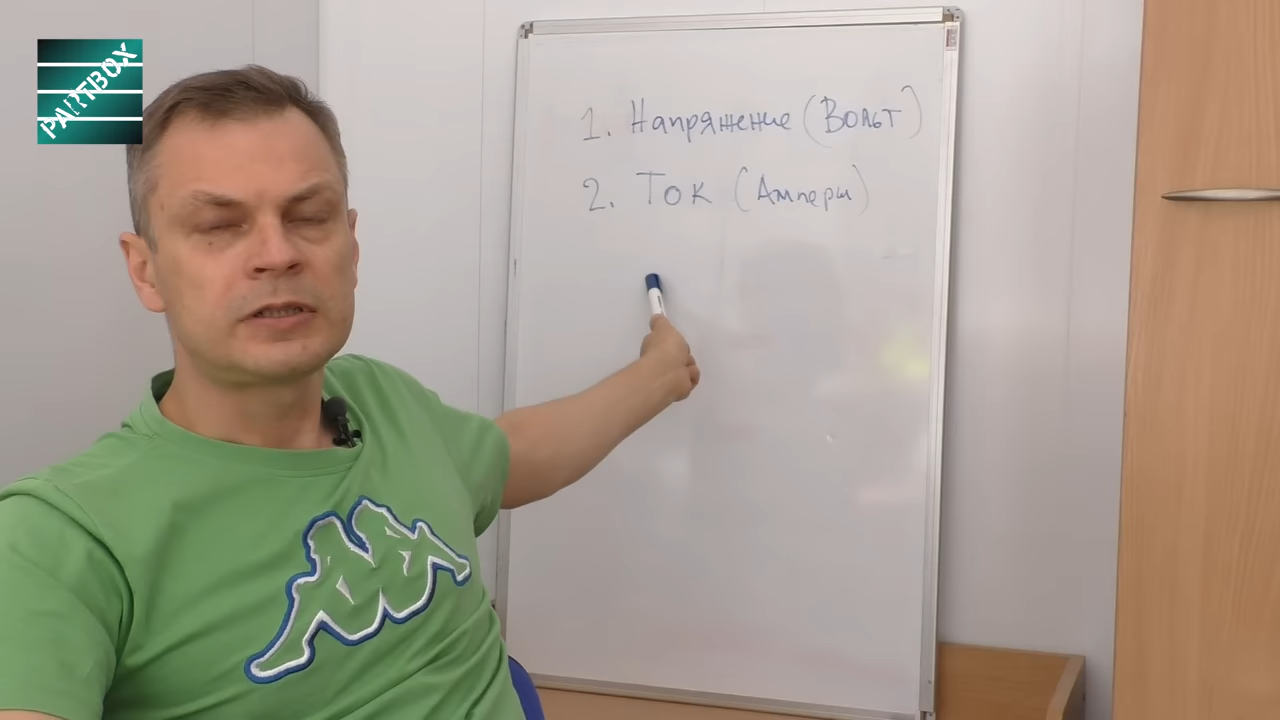 PARTBOX
1. Напряжение (Вольт)
2. Ток (Амперы)